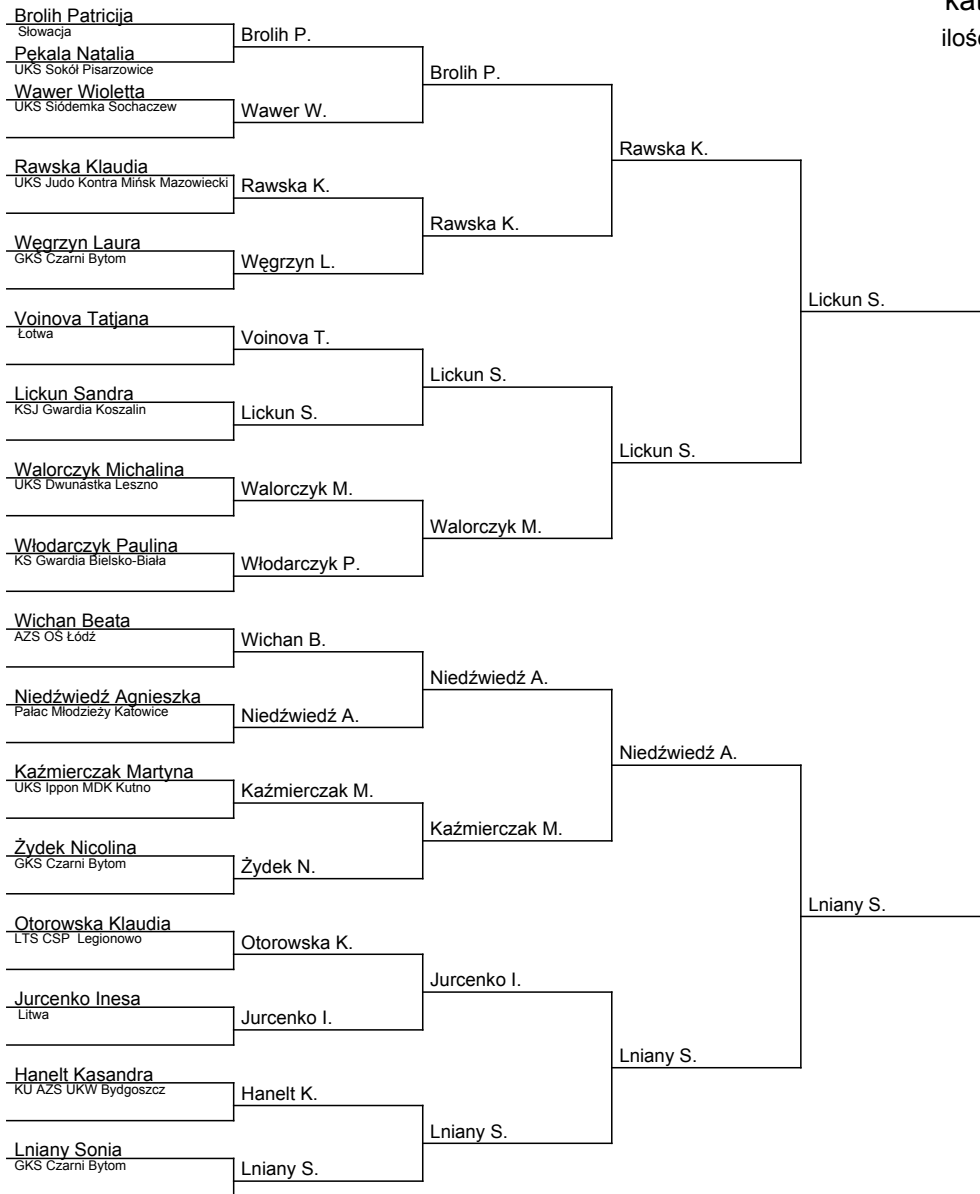 Brolih Patricija
Słowacja
Pękala Natalia
UKS Sokół Pisarzowice
Wawer Wioletta
UKS Siódemka Sochaczew
Rawska Klaudia
UKS Judo Kontra Mińsk Mazowiecki
Węgrzyn Laura
GKS Czarni Bytom
Voinova Tatjana
Łotwa
Lickun Sandra
KSJ Gwardia Koszalin
Walorczyk Michalina
UKS Dwunastka Leszno
Włodarczyk Paulina
KS Gwardia Bielsko-Biała
Wichan Beata
AZS OŚ Łódź
Niedźwiedź Agnieszka
Pałac Młodzieży Katowice
Kaźmierczak Martyna
UKS Ippon MDK Kutno
Żydek Nicolina
GKS Czarni Bytom
Otorowska Klaudia
LTS CSP Legionowo
Jurcenko Inesa
Litwa
Hanelt Kasandra
KU AZS UKW Bydgoszcz
Lniany Sonia
GKS Czarni Bytom
Brolih P.
Wawer W.
Rawska K.
Węgrzyn L.
Voinova T.
Lickun S.
Walorczyk M.
Włodarczyk P.
Wichan B.
Niedźwiedź A.
Kaźmierczak M.
Żydek N.
Otorowska K.
Jurcenko I.
Hanelt K.
Lniany S.
Brolih P.
Rawska K.
Lickun S.
Walorczyk M.
Niedźwiedź A.
Kaźmierczak M.
Jurcenko I.
Lniany S.
Rawska K.
Lickun S.
Niedźwiedź A.
Lniany S.
Lickun S.
Lniany S.